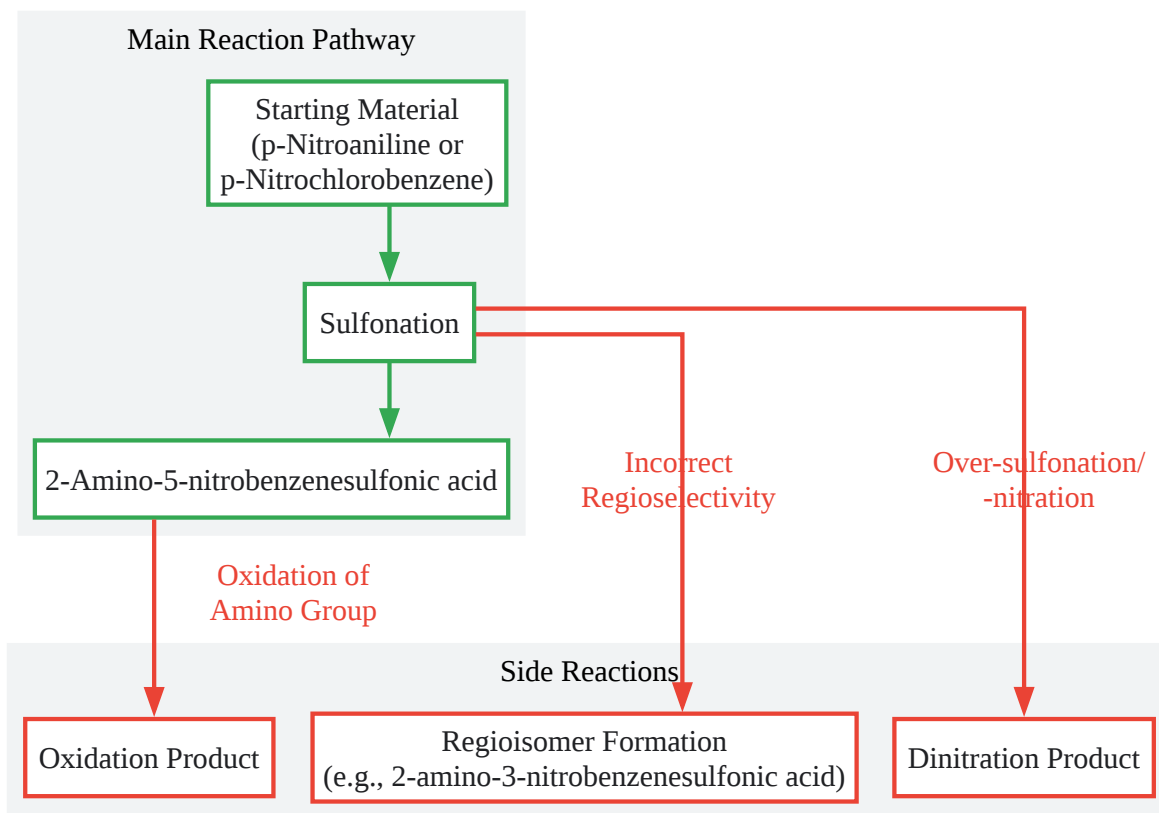 Main Reaction Pathway
Starting Material
(p-Nitroaniline or
p-Nitrochlorobenzene)
Sulfonation
2-Amino-5-nitrobenzenesulfonic acid
Incorrect
Regioselectivity
Over-sulfonation/
-nitration
Oxidation of
Amino Group
Side Reactions
Oxidation Product
Regioisomer Formation
(e.g., 2-amino-3-nitrobenzenesulfonic acid)
Dinitration Product